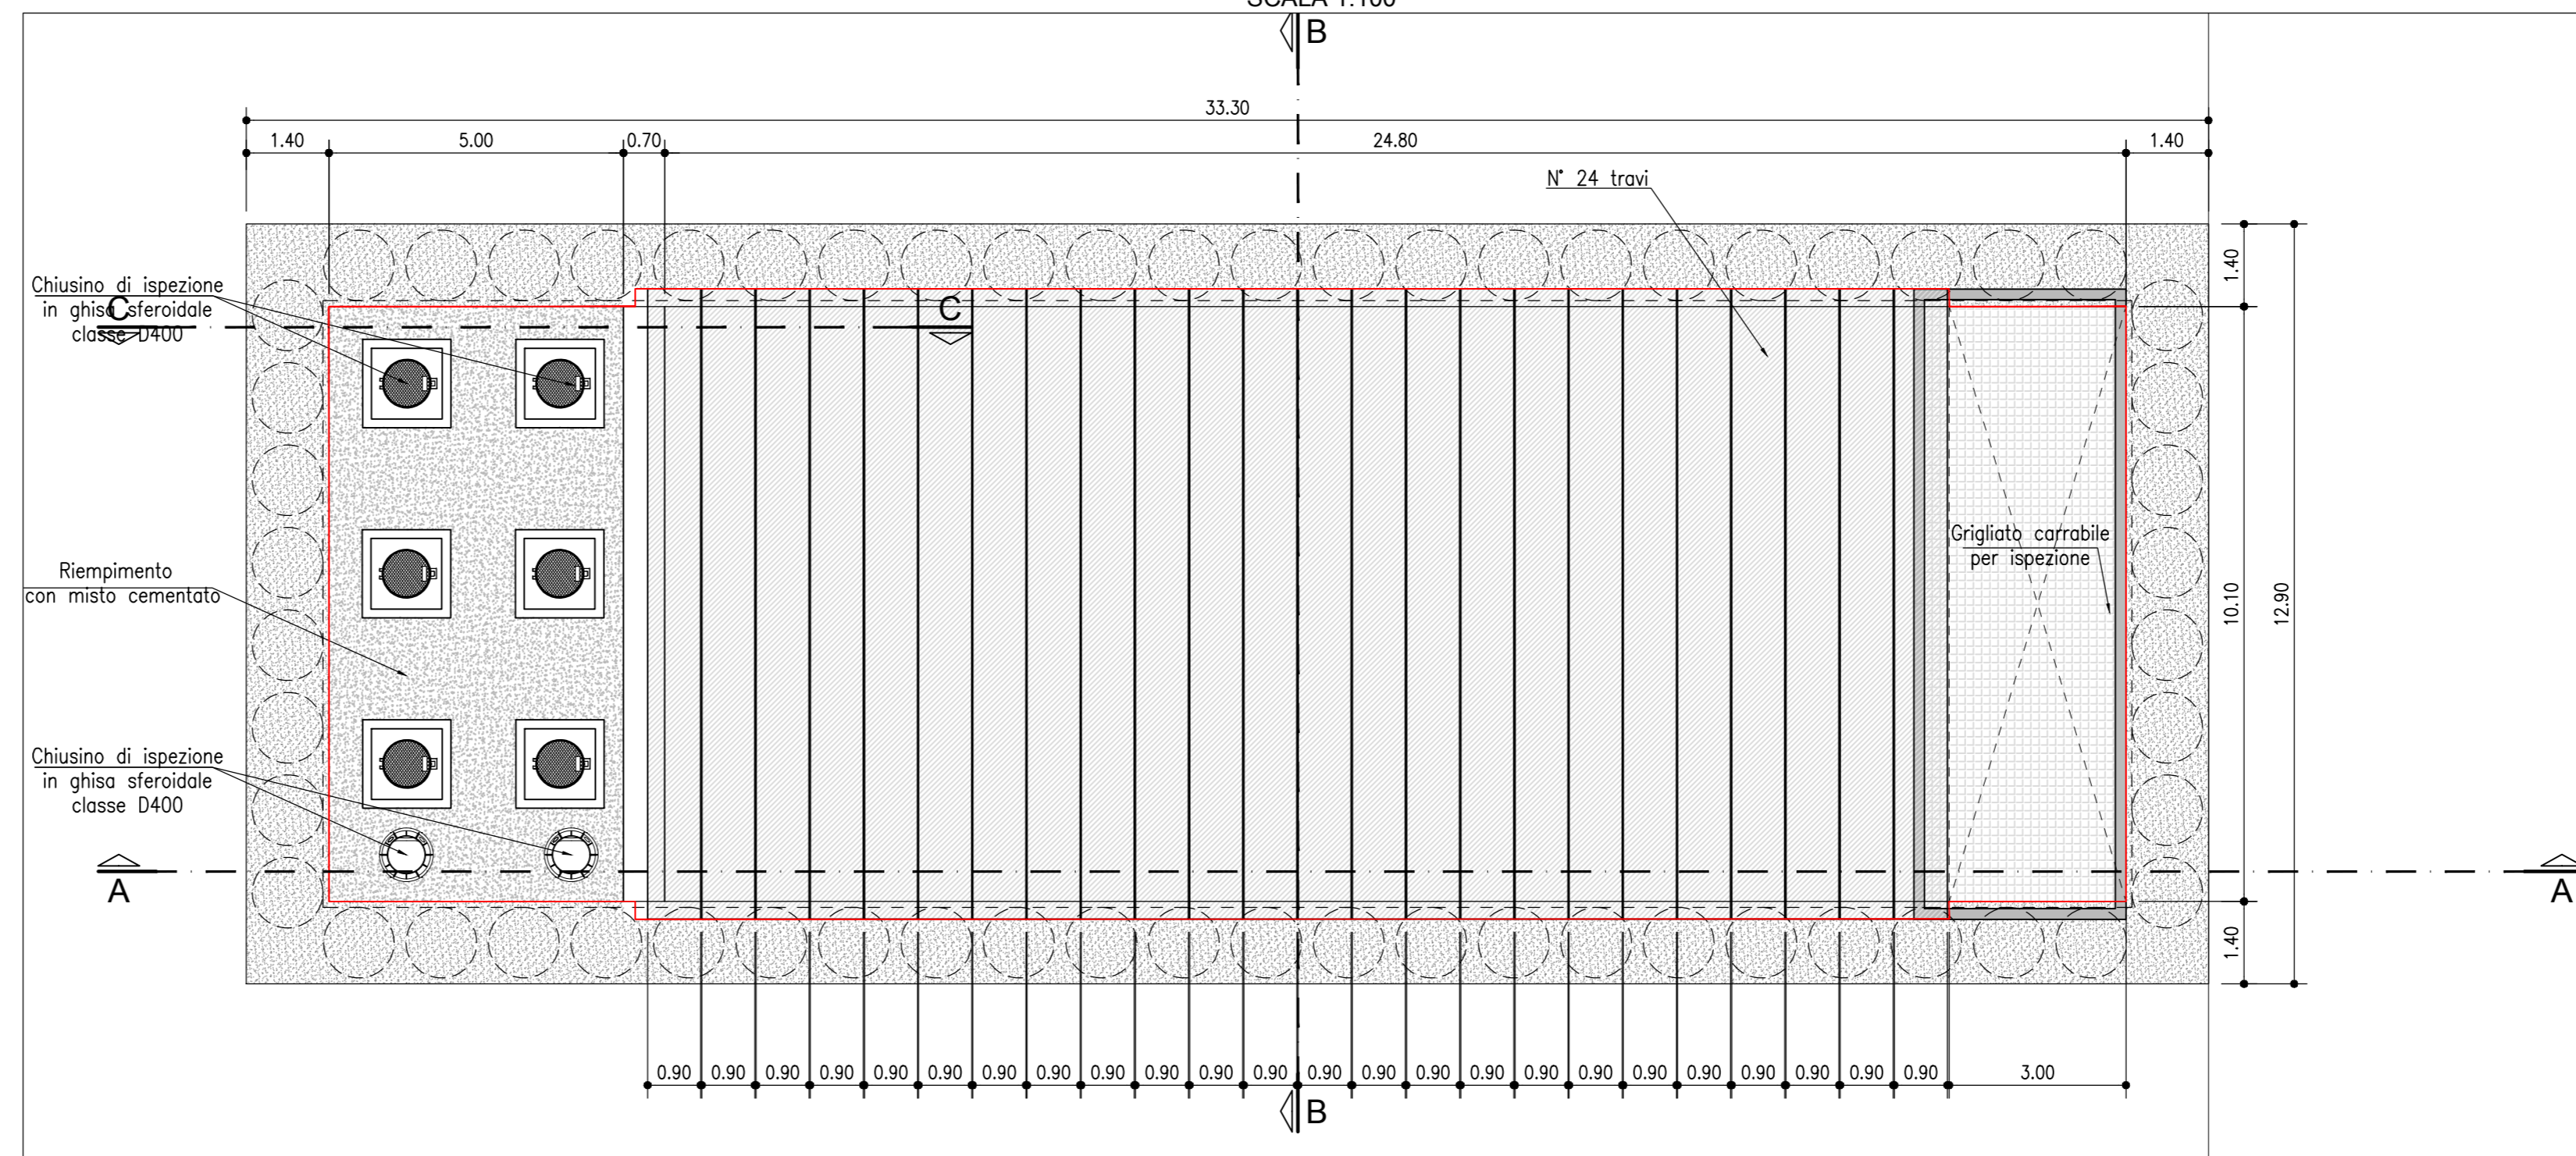 SCALA 1:100
B
33.30
1.40
5.00
0.70
24.80
1.40
N° 24 travi
Chiusino di ispezione
in ghisa sferoidale
classe D400
C
C
1.40
Grigliato carrabile
per ispezione
Riempimento
con misto cementato
10.10
12.90
Chiusino di ispezione
in ghisa sferoidale
classe D400
A
A
1.40
0.90 0.90 0.90 0.90 0.90 0.90 0.90 0.90 0.90 0.90 0.90 0.90 0.90 0.90 0.90 0.90 0.90 0.90 0.90 0.90 0.90 0.90 0.90 0.90 3.00
B